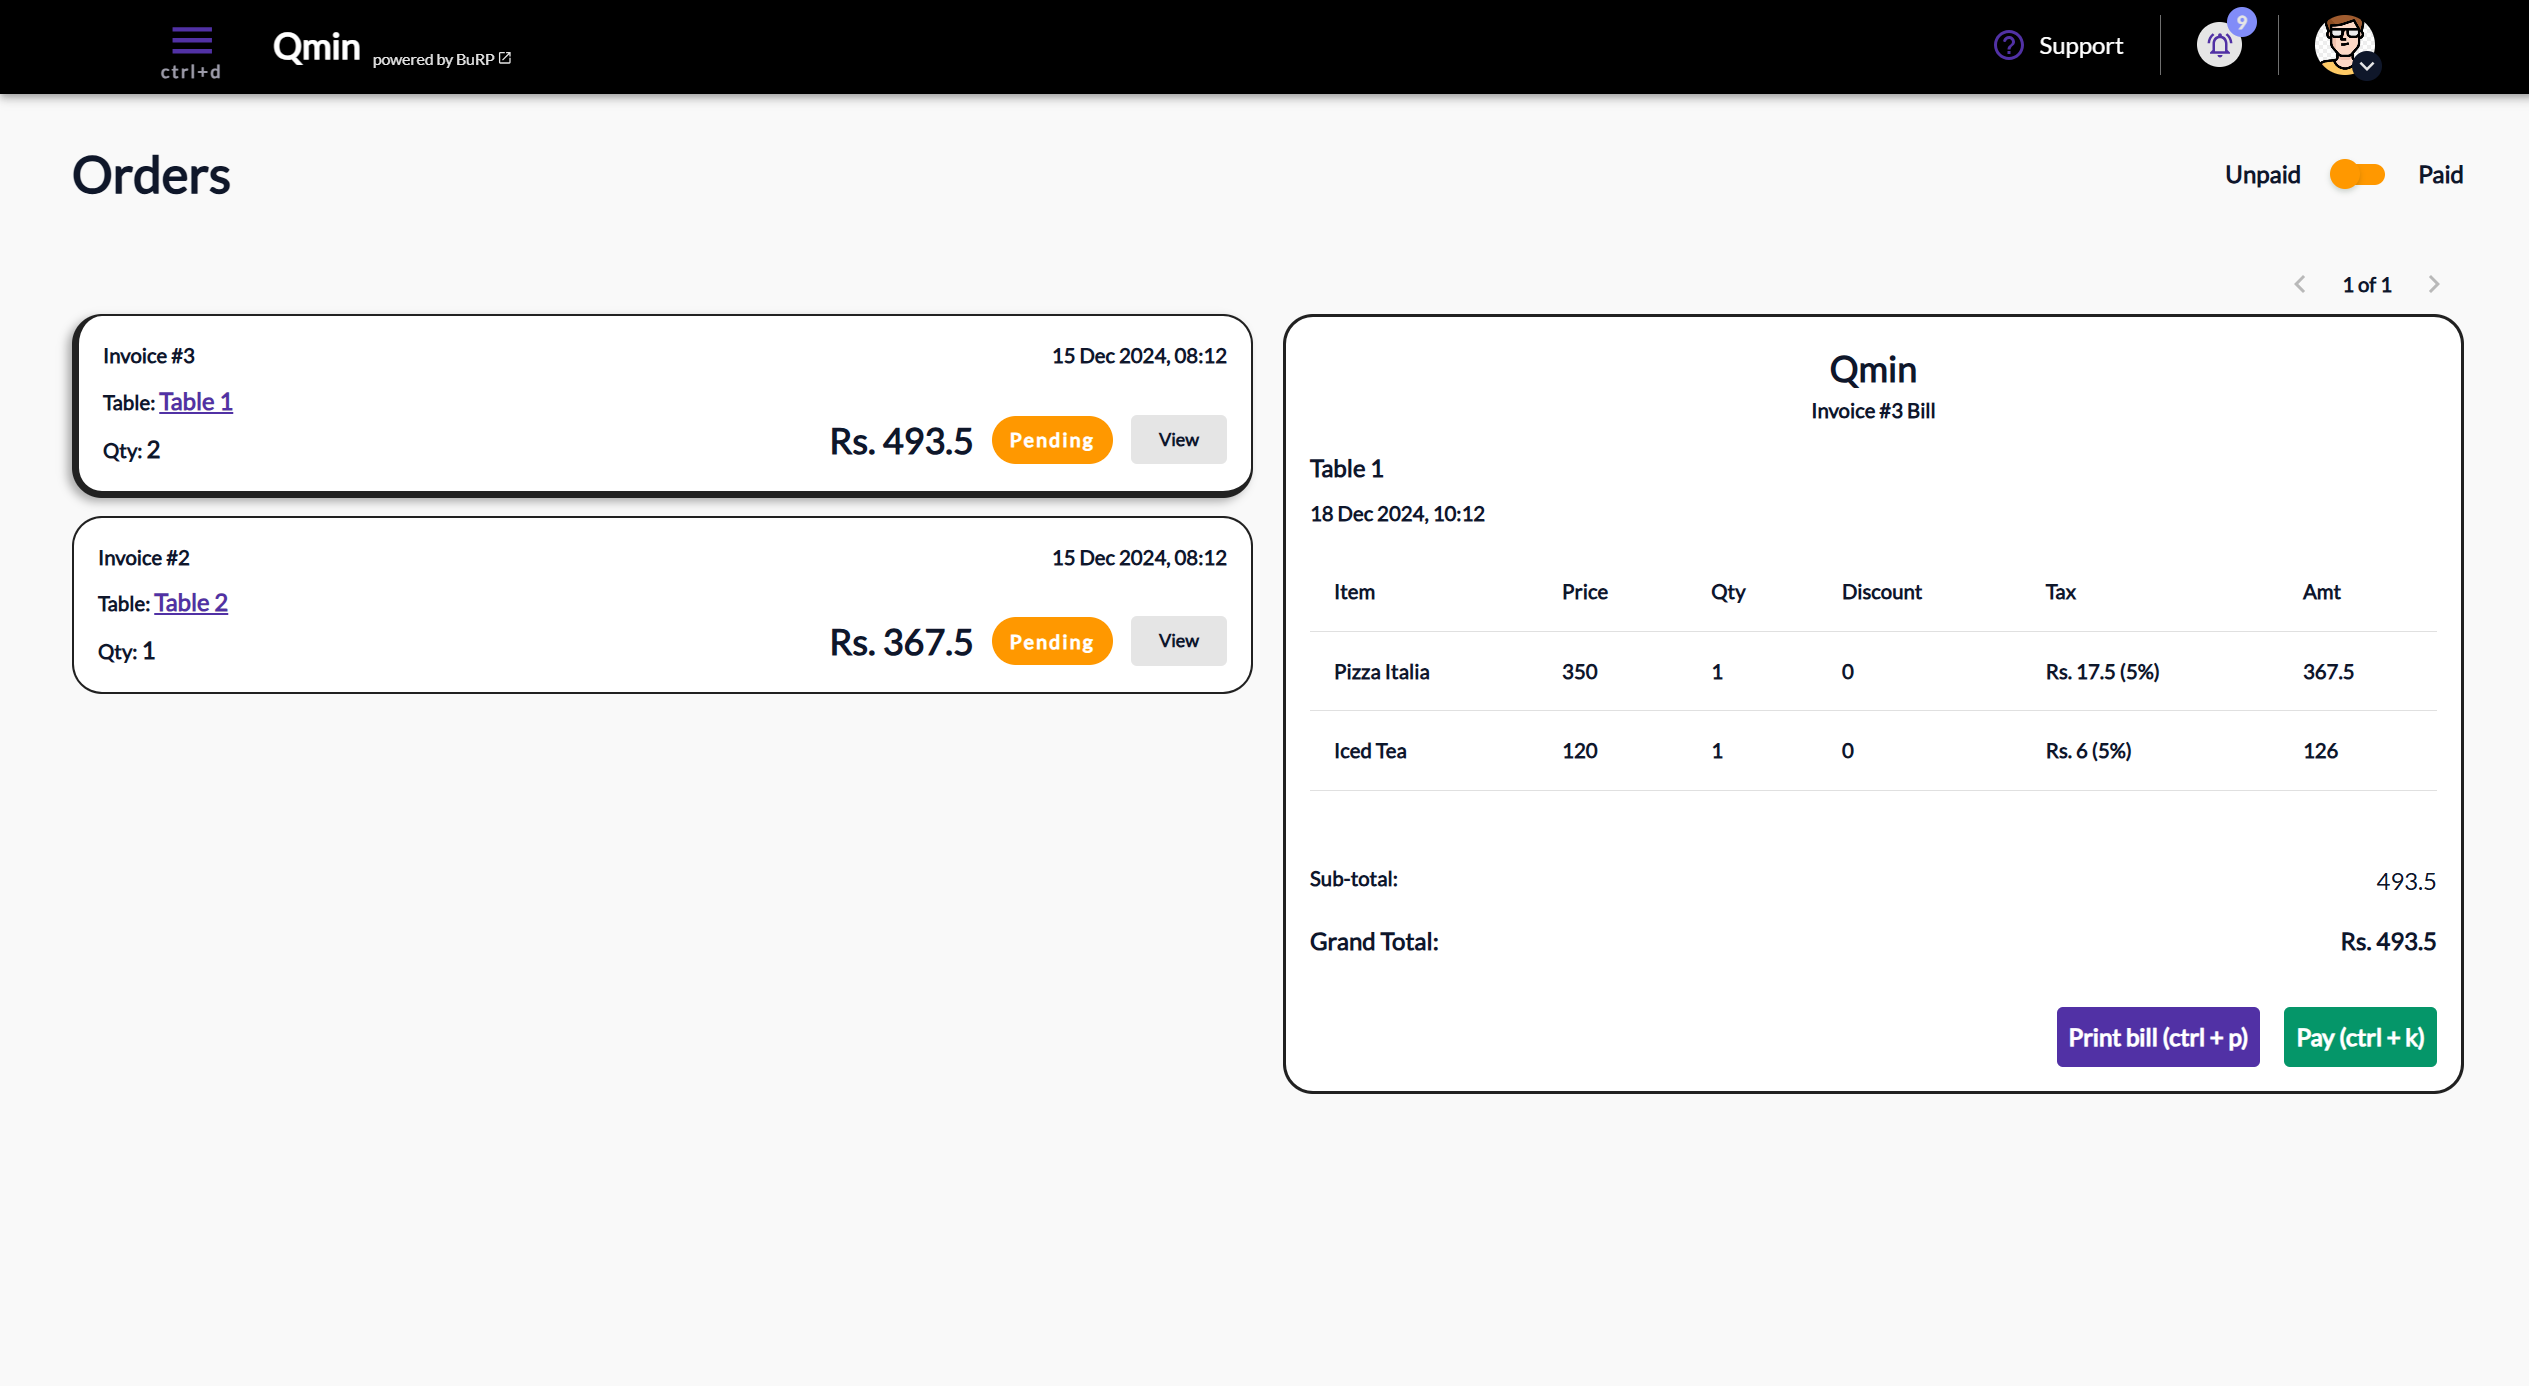 ctrl+d
Qmin powered by BuRP
Support
9
Orders
Unpaid Paid
1 of 1
Invoice #3 15 Dec 2024, 08:12
Table: Table 1
Qty: 2
Rs. 493.5 Pending View
Invoice #2 15 Dec 2024, 08:12
Table: Table 2
Qty: 1
Rs. 367.5 Pending View
Qmin
Invoice #3 Bill
Table 1
18 Dec 2024, 10:12
Item Price Qty Discount Tax Amt
Pizza Italia 350 1 0 Rs. 17.5 (5%) 367.5
Iced Tea 120 1 0 Rs. 6 (5%) 126
Sub-total: 493.5
Grand Total: Rs. 493.5
Print bill (ctrl + p) Pay (ctrl + k)